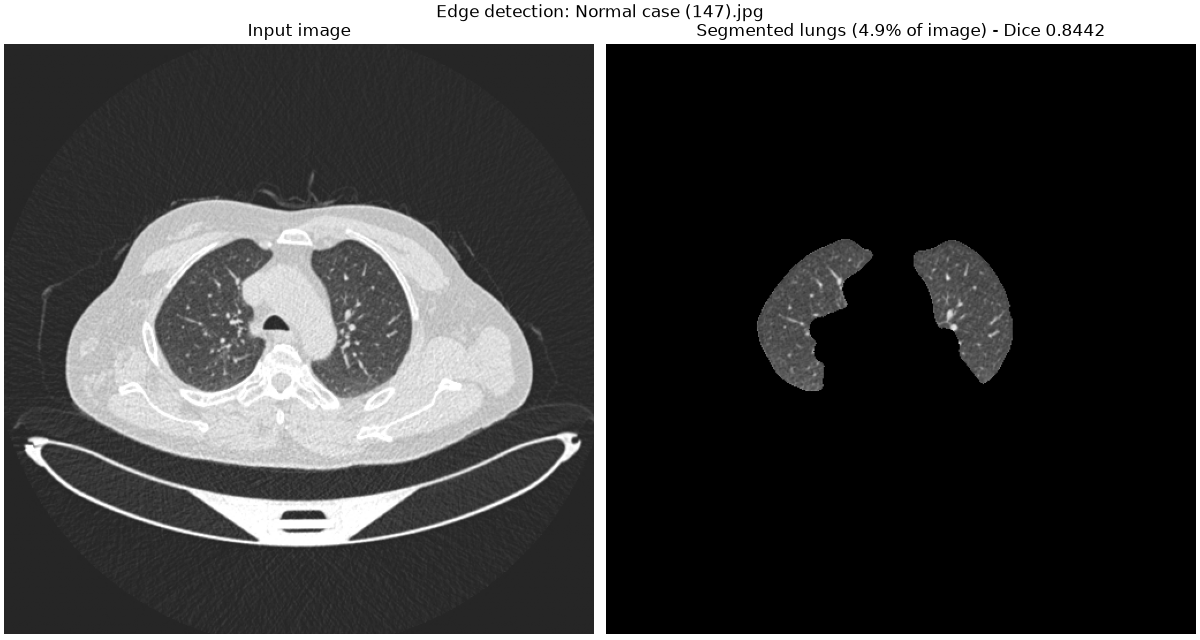 Edge detection: Normal case (147).jpg
Input image
Segmented lungs (4.9% of image) - Dice 0.8442